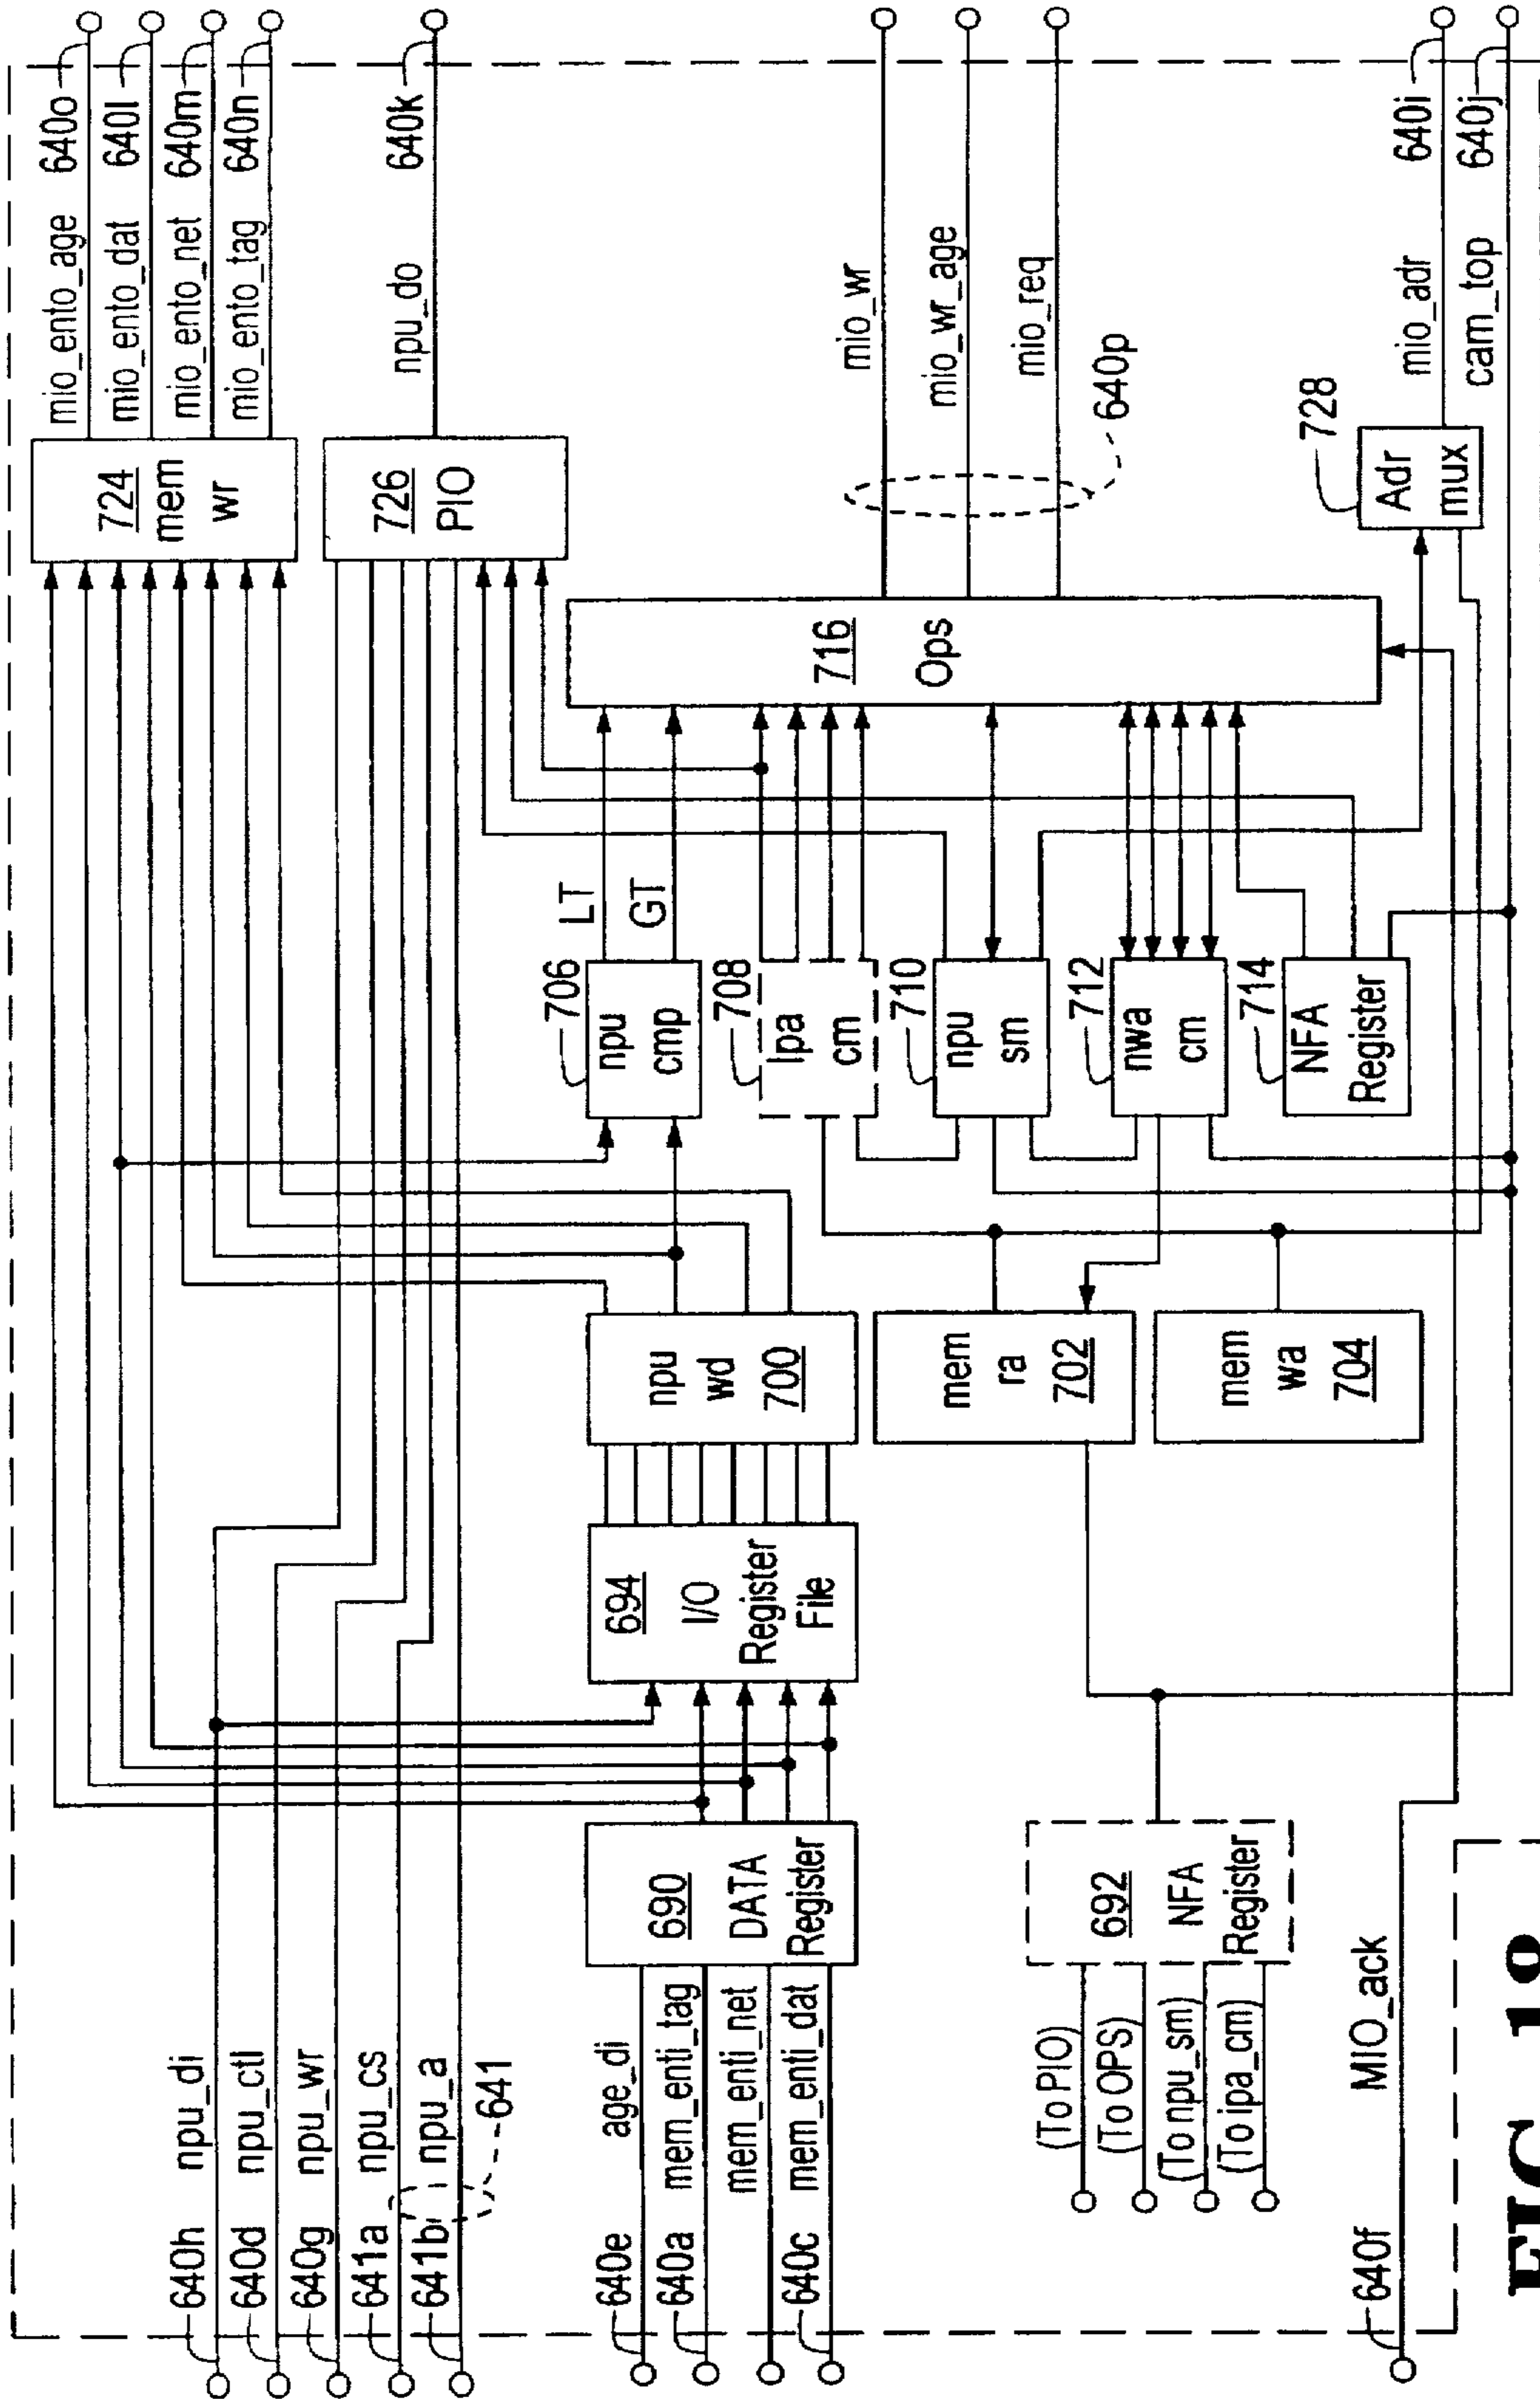 640h npu_di
640d npu_ctl
640g npu_wr
641a npu_cs
641b npu_a
641
640e age_di
640a mem_enti_tag
mem_enti_net
640c mem_enti_dat
(To PIO)
(To OPS)
(To npu_sm)
(To ipa_cm)
640f MIO_ack
690
DATA
Register
692
NFA
Register
694
I/O
Register
File
npu
wd
700
mem
ra
702
mem
wa
704
706
npu
cmp
LT
GT
708
Ipa
cm
710
npu
sm
712
nwa
cm
714
NFA
Register
716
Ops
724
mem
wr
726
PIO
728
Adr
mux
mio_ento_age 640o
mio_ento_dat 640l
mio_ento_net 640m
mio_ento_tag 640n
npu_do 640k
mio_wr
mio_wr_age
mio_req
640p
mio_adr 640i
cam_top 640j